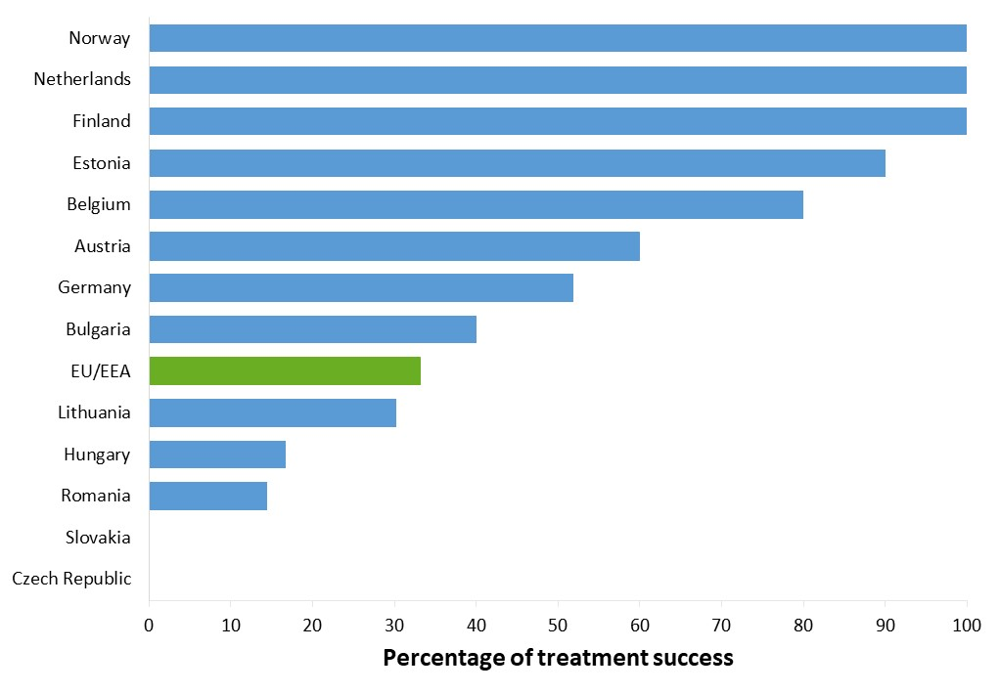 Norway
Netherlands
Finland
Estonia
Belgium
Austria
Germany
Bulgaria
EU/EEA
Lithuania
Hungary
Romania
Slovakia
Czech Republic
0 10 20 30 40 50 60 70 80 90 100
Percentage of treatment success